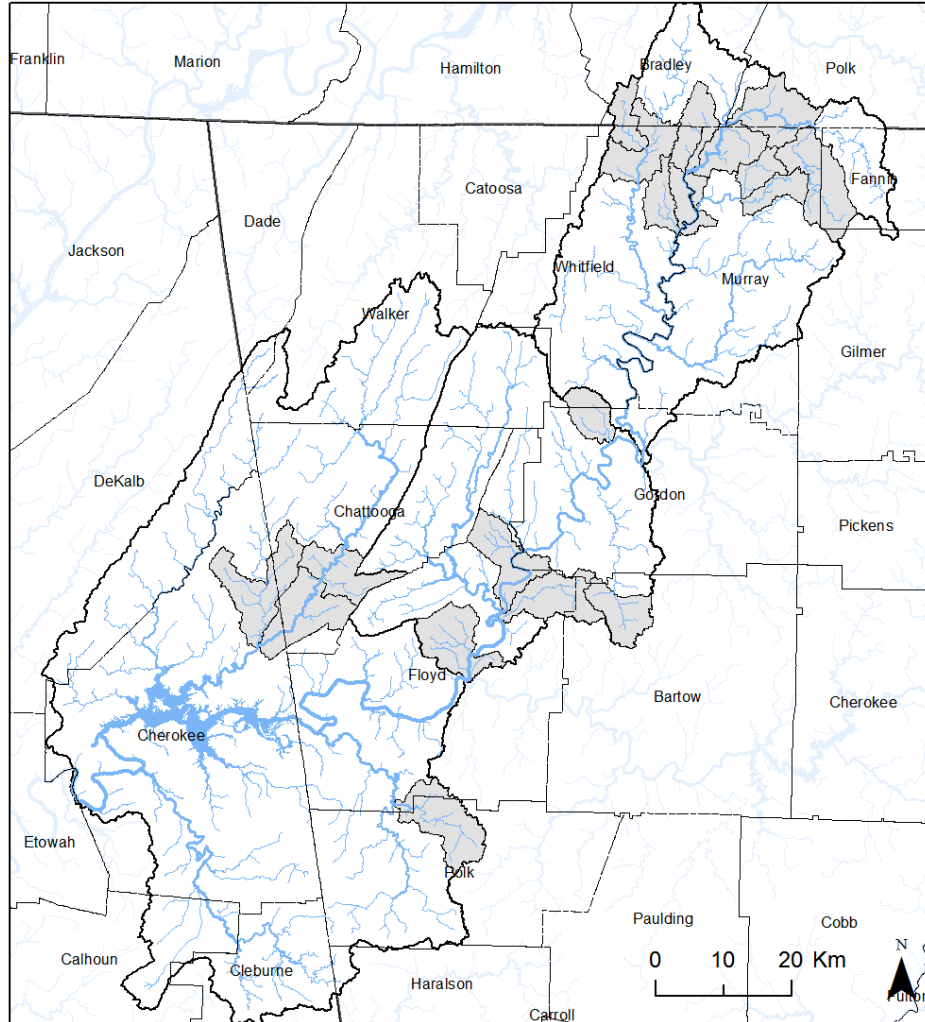 Franklin
Marion
Hamilton
Bradley
Polk
Catoosa
Fannin
Dade
Jackson
Whitfield
Murray
Walker
Gilmer
DeKalb
Gordon
Chattooga
Pickens
Floyd
Bartow
Cherokee
Cherokee
Etowah
Polk
Paulding
Cobb
Calhoun
Cleburne
Haralson
0 10 20 Km
N
Fulton
Carroll